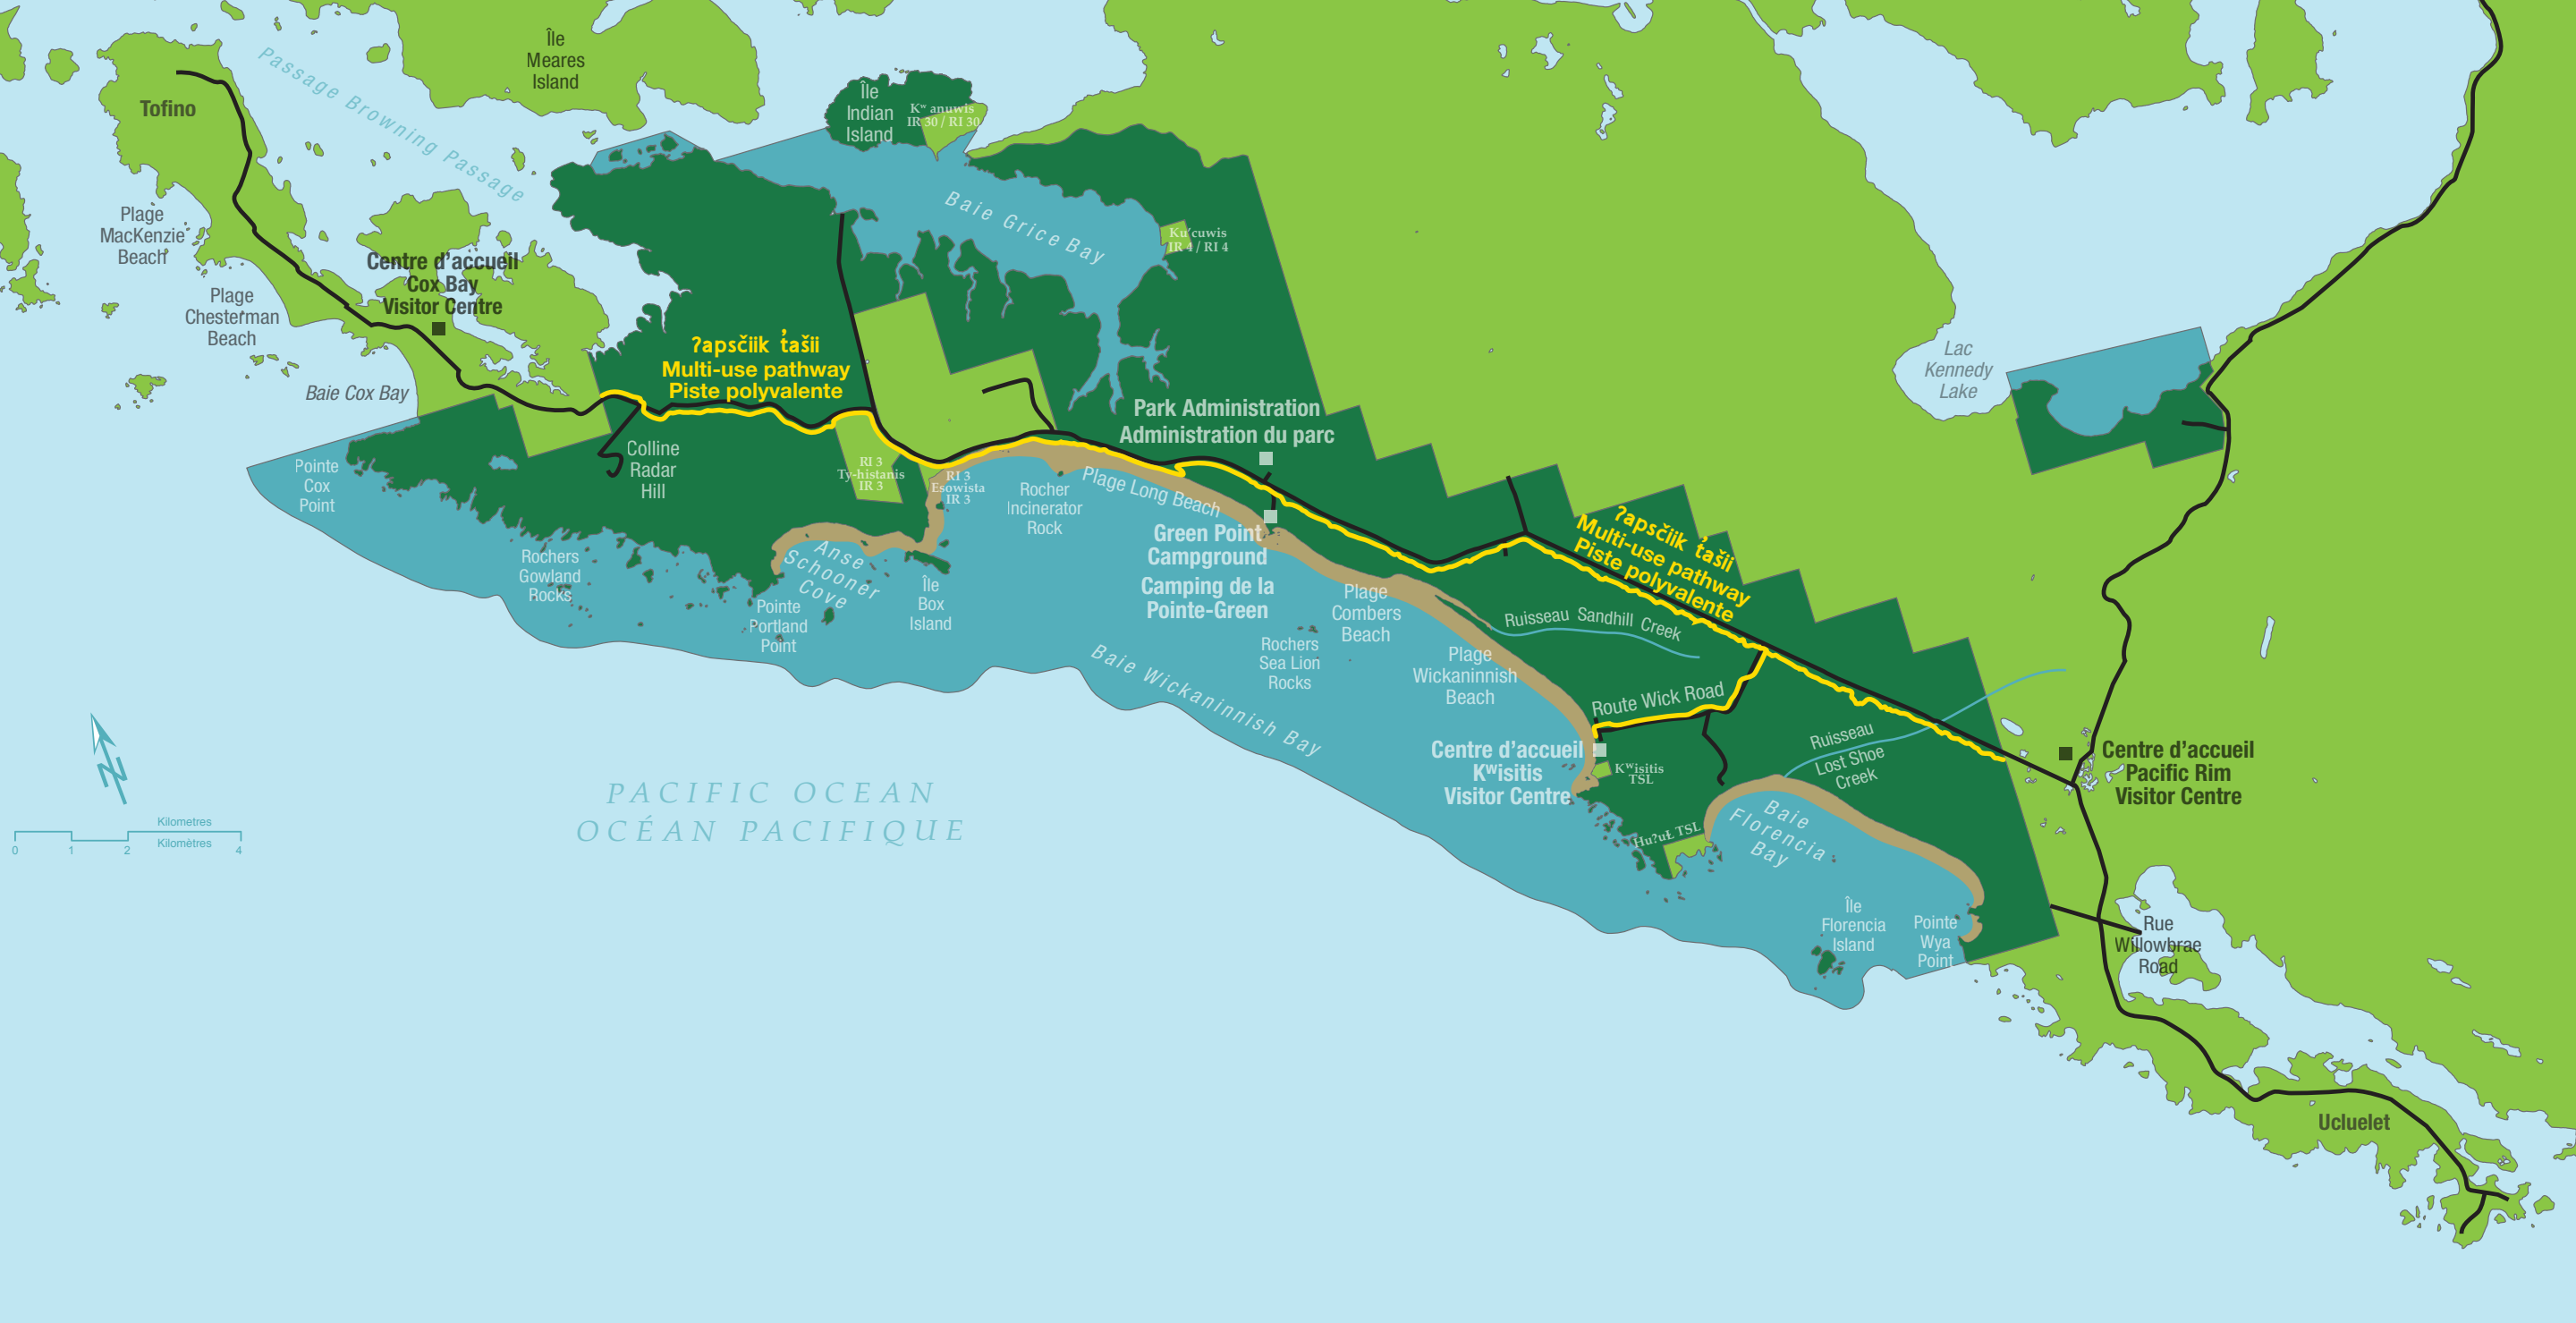 Île
Meares
Island
Passage Browning Passage
Tofino
Île
Indian
Island
Kʷ anuwis
IR 30 / RI 30
Plage
MacKenzie
Beach
Baie Grice Bay
Ku'cuwis
IR 4 / RI 4
Centre d'accueil
Cox Bay
Visitor Centre
Plage
Chesterman
Beach
Baie Cox Bay
ʔapsčiik t̓ašii
Multi-use pathway
Piste polyvalente
Lac
Kennedy
Lake
Park Administration
Administration du parc
Pointe
Cox
Point
Colline
Radar
Hill
RI 3
Ty-histanis
IR 3
RI 3
Esowista
IR 3
Rocher
Incinerator
Rock
Plage Long Beach
Green Point
Campground
Camping de la
Pointe-Green
ʔapsčiik t̓ašii
Multi-use pathway
Piste polyvalente
Rochers
Gowland
Rocks
Anse
Schooner
Cove
Pointe
Portland
Point
Île
Box
Island
Plage
Combers
Beach
Ruisseau Sandhill Creek
Rochers
Sea Lion
Rocks
Plage
Wickaninnish
Beach
Baie Wickaninnish Bay
Route Wick Road
Centre d'accueil
Kʷisitis
Visitor Centre
Kʷisitis
TSL
Ruisseau
Lost Shoe
Creek
Centre d'accueil
Pacific Rim
Visitor Centre
PACIFIC OCEAN
OCÉAN PACIFIQUE
N
Kilometres
Kilomètres
0 1 2 4
Huʔuł TSL
Baie
Florencia
Bay
Île
Florencia
Island
Pointe
Wya
Point
Rue
Willowbrae
Road
Ucluelet